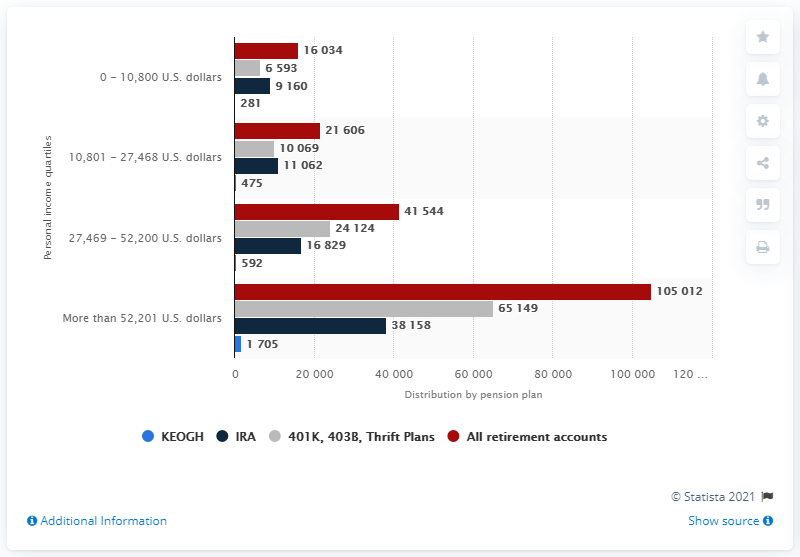 Personal income quartiles
0 – 10,800 U.S. dollars
16 034
6 593
9 160
281
10,801 – 27,468 U.S. dollars
21 606
10 069
11 062
475
27,469 – 52,200 U.S. dollars
41 544
24 124
16 829
592
More than 52,201 U.S. dollars
105 012
65 149
38 158
1 705
0 20 000 40 000 60 000 80 000 100 000 120 ...
Distribution by pension plan
KEOGH IRA 401K, 403B, Thrift Plans All retirement accounts
© Statista 2021
Additional Information Show source